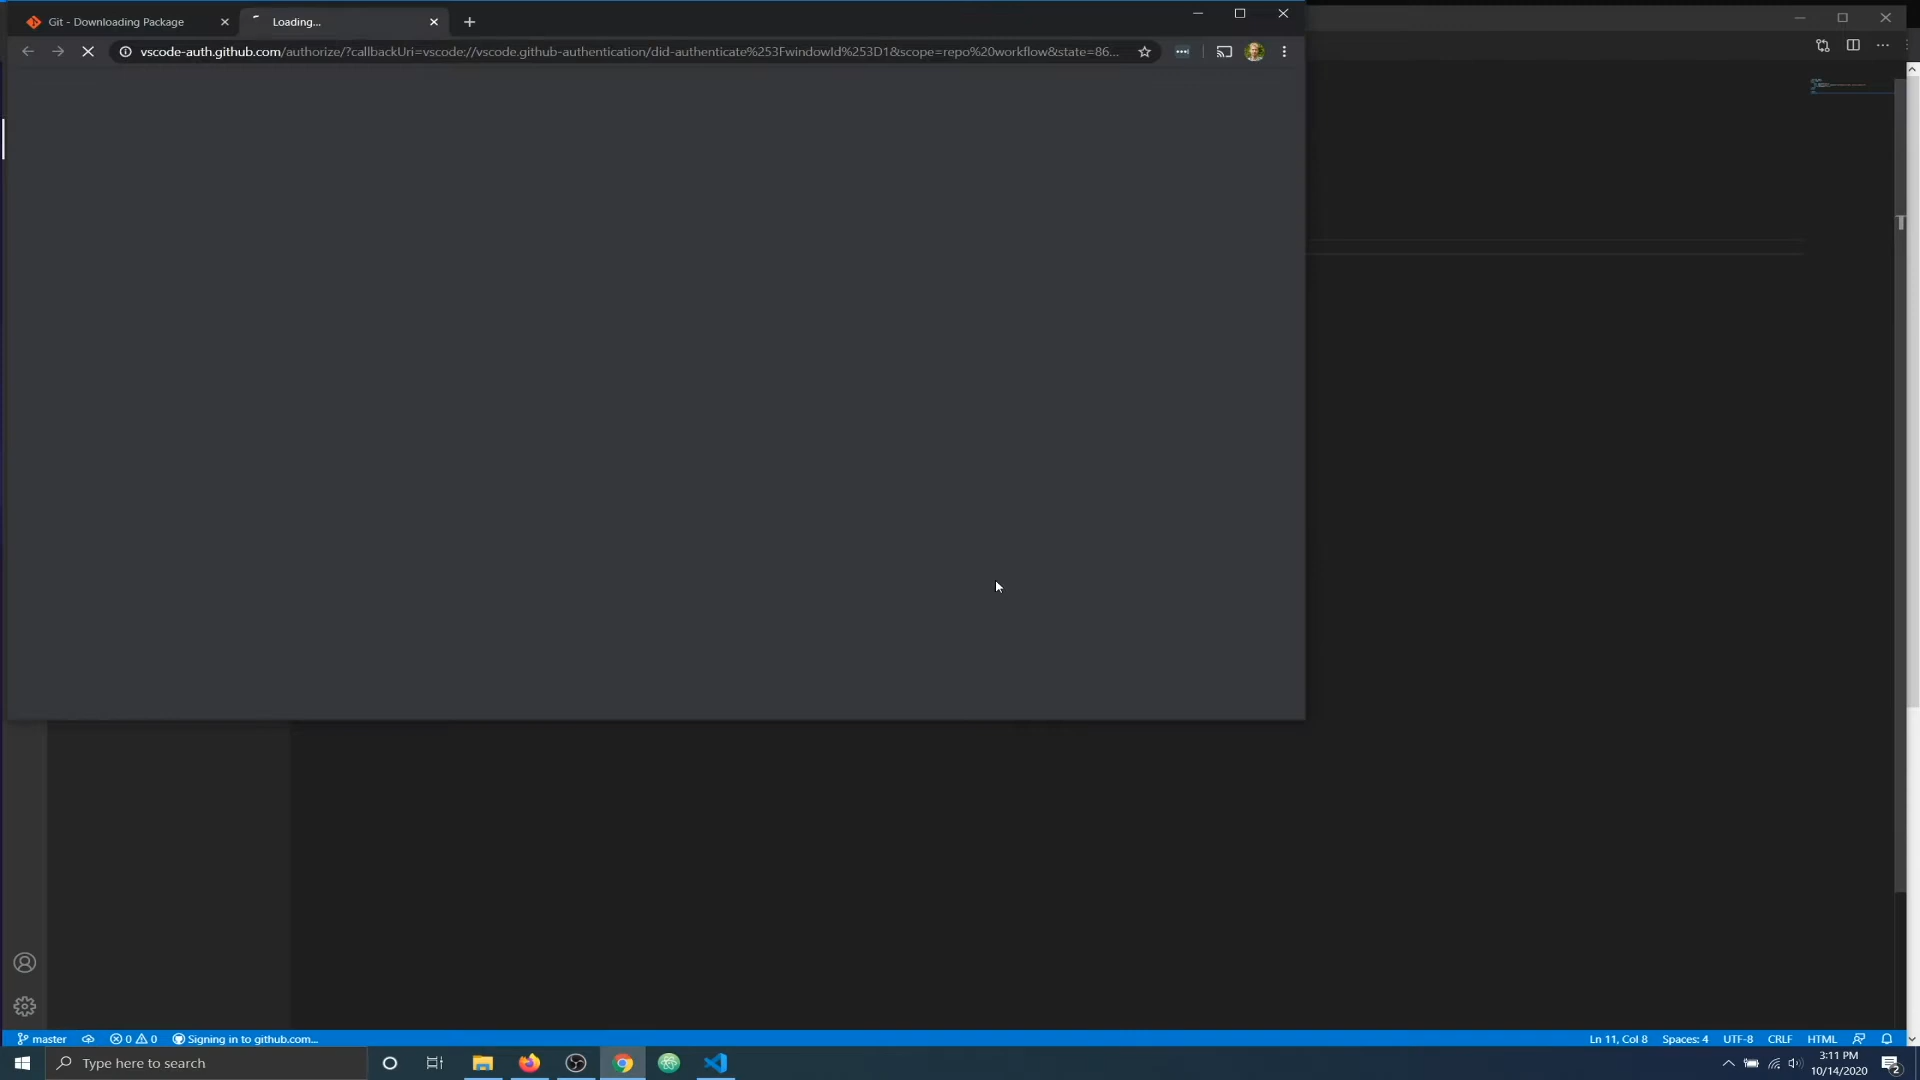 Git - Downloading Package
Loading...
vscode-auth.github.com/authorize/?callbackUri=vscode://vscode.github-authentication/did-authenticate%253FwindowId%253D1&scope=repo%20workflow&state=86...
master
0
0
Signing in to github.com...
Ln 11, Col 8
Spaces: 4
UTF-8
CRLF
HTML
Type here to search
3:11 PM
10/14/2020
2